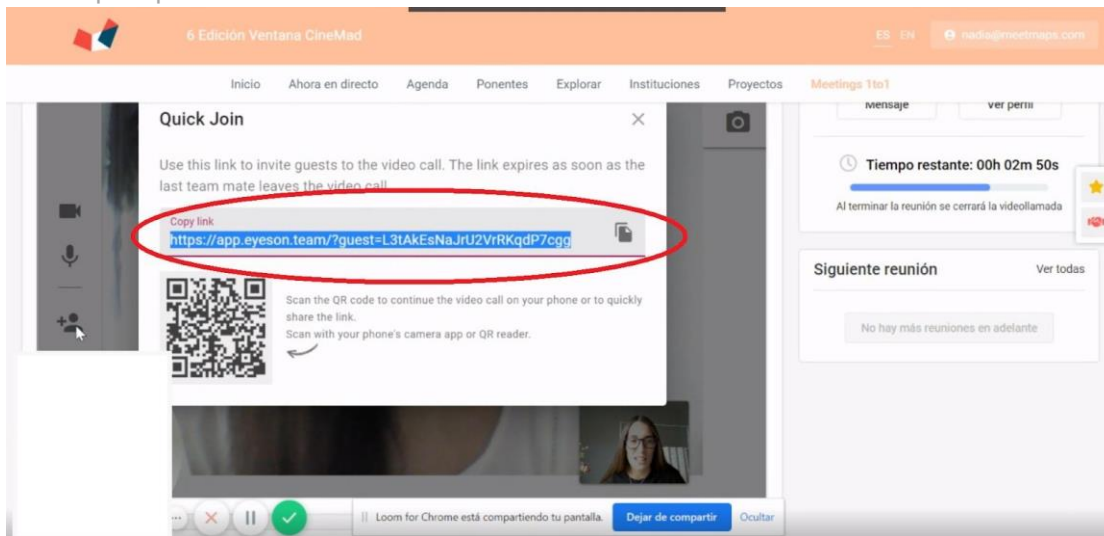 6 Edición Ventana CineMad
ES EN
nadia@meetmaps.com
Inicio Ahora en directo Agenda Ponentes Explorar Instituciones Proyectos Meetings 1to1
Mensaje Ver perfil
Quick Join
Use this link to invite guests to the video call. The link expires as soon as the
last team mate leaves the video call
Copy link
https://app.eyeson.team/?guest=L3tAkEsNaJrU2VrRKqdP7cgg
Scan the QR code to continue the video call on your phone or to quickly
share the link.
Scan with your phone's camera app or QR reader.
Tiempo restante: 00h 02m 50s
Al terminar la reunión se cerrará la videollamada
Siguiente reunión Ver todas
No hay más reuniones en adelante
Loom for Chrome está compartiendo tu pantalla. Dejar de compartir Ocultar